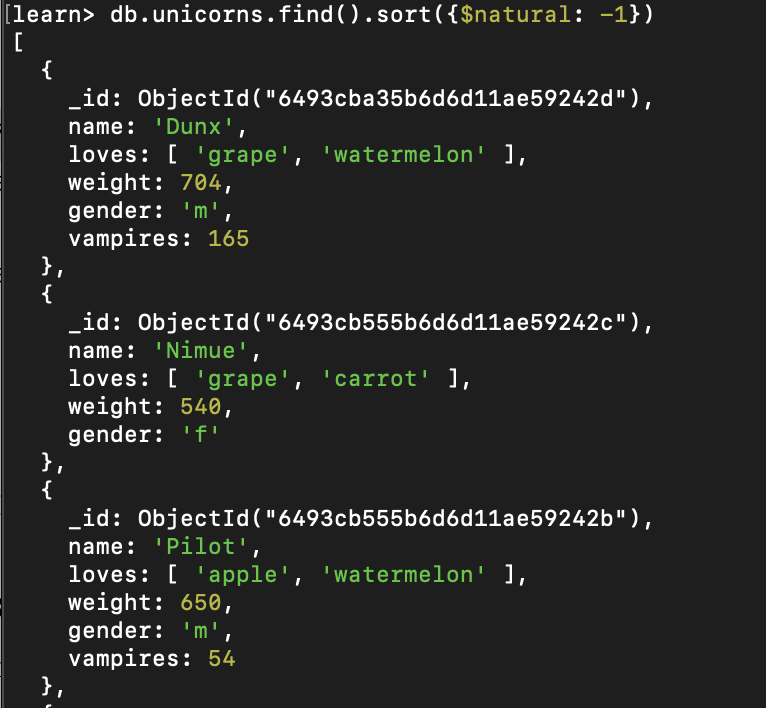 [learn> db.unicorns.find().sort({$natural: -1})
[
  {
    _id: ObjectId("6493cba35b6d6d11ae59242d"),
    name: 'Dunx',
    loves: [ 'grape', 'watermelon' ],
    weight: 704,
    gender: 'm',
    vampires: 165
  },
  {
    _id: ObjectId("6493cb555b6d6d11ae59242c"),
    name: 'Nimue',
    loves: [ 'grape', 'carrot' ],
    weight: 540,
    gender: 'f'
  },
  {
    _id: ObjectId("6493cb555b6d6d11ae59242b"),
    name: 'Pilot',
    loves: [ 'apple', 'watermelon' ],
    weight: 650,
    gender: 'm',
    vampires: 54
  },
  {